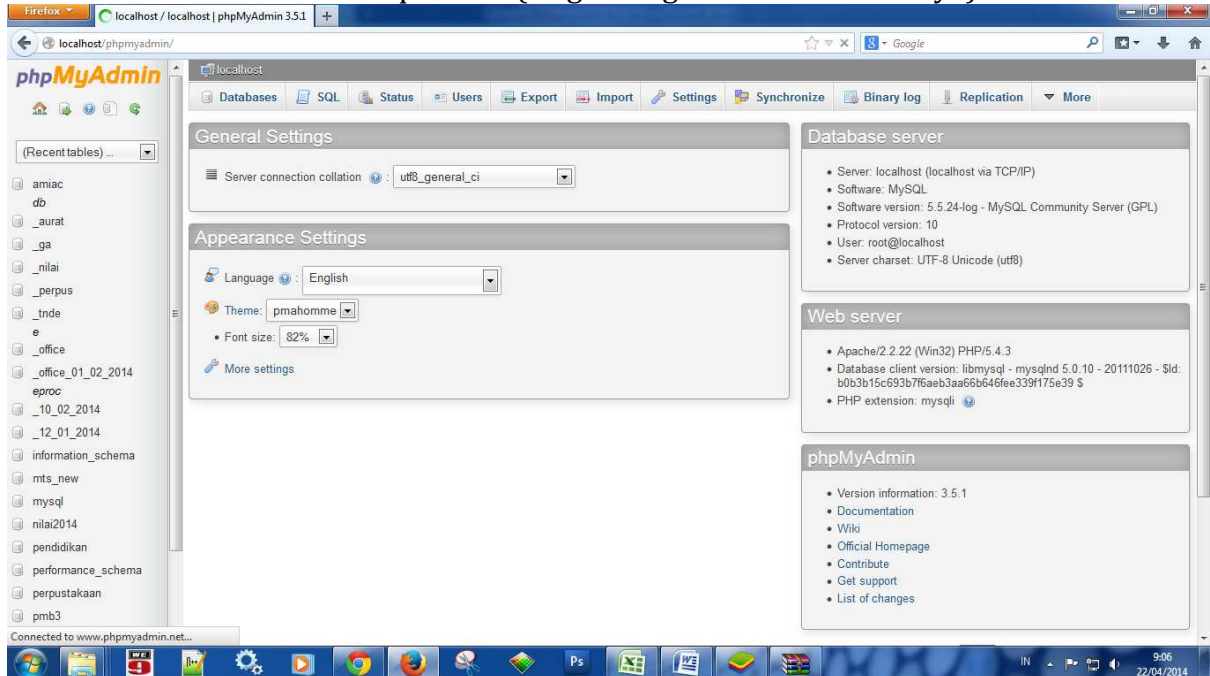 Firefox
localhost / localhost | phpMyAdmin 3.5.1
localhost/phpmyadmin/
Google
phpMyAdmin
(Recent tables) ...
amiac
db
_aurat
_ga
_nilai
_perpus
_tnde
e
_office
_office_01_02_2014
eproc
_10_02_2014
_12_01_2014
information_schema
mts_new
mysql
nilai2014
pendidikan
performance_schema
perpustakaan
pmb3
Connected to www.phpmyadmin.net...
localhost
Databases SQL Status Users Export Import Settings Synchronize Binary log Replication More
General Settings
Server connection collation : utf8_general_ci
Appearance Settings
Language : English
Theme: pmahomme
Font size: 82%
More settings
Database server
Server: localhost (localhost via TCP/IP)
Software: MySQL
Software version: 5.5.24-log - MySQL Community Server (GPL)
Protocol version: 10
User: root@localhost
Server charset: UTF-8 Unicode (utf8)
Web server
Apache/2.2.22 (Win32) PHP/5.4.3
Database client version: libmysql - mysqlnd 5.0.10 - 20111026 - $Id:
b0b3b15c693b7f6aeb3aa66b646fee339f175e39 $
PHP extension: mysqli
phpMyAdmin
Version information: 3.5.1
Documentation
Wiki
Official Homepage
Contribute
Get support
List of changes
Ps
IN
9:06
22/04/2014